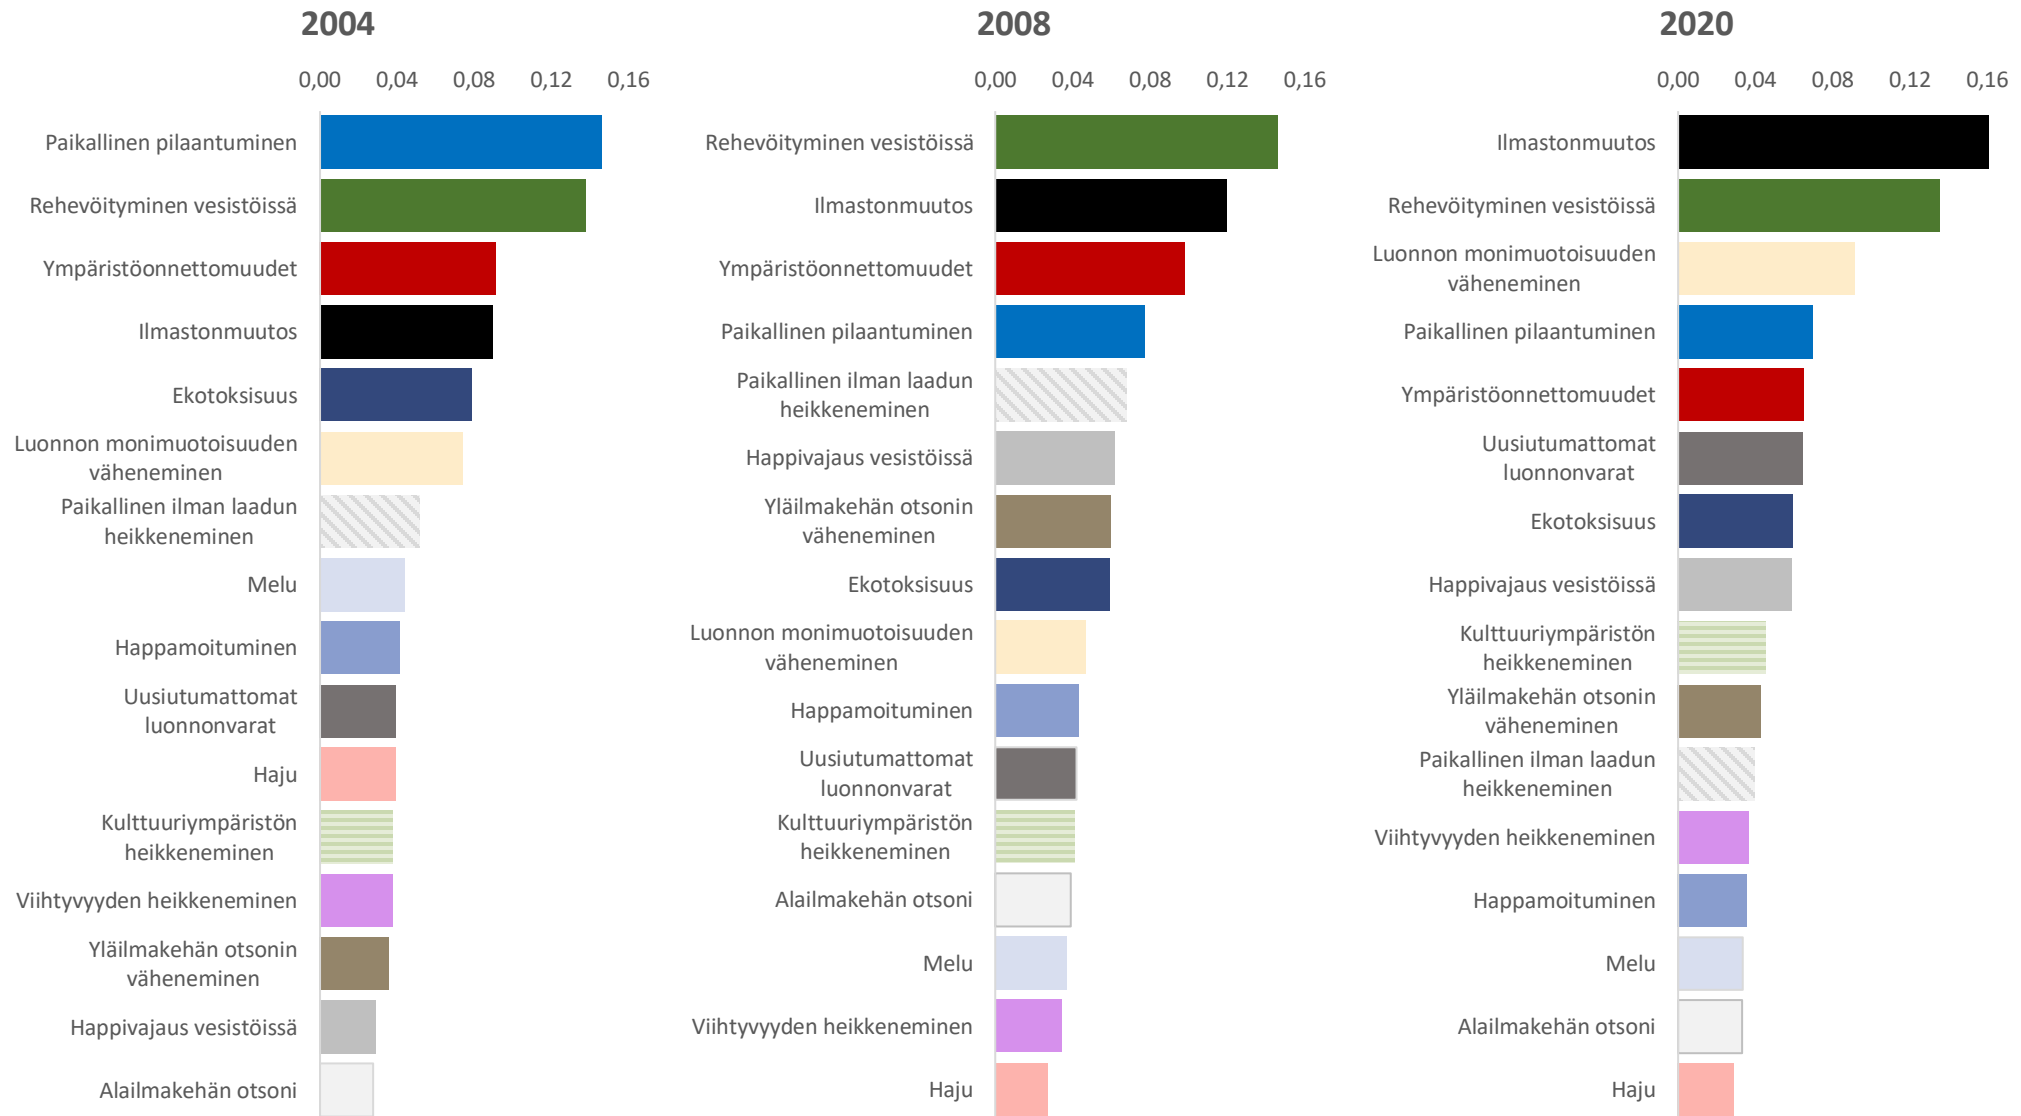 2004
0,00 0,04 0,08 0,12 0,16
Paikallinen pilaantuminen
Rehevöityminen vesistöissä
Ympäristöonnettomuudet
Ilmastonmuutos
Ekotoksisuus
Luonnon monimuotoisuuden
väheneminen
Paikallinen ilman laadun
heikkeneminen
Melu
Happamoituminen
Uusiutumattomat
luonnonvarat
Haju
Kulttuuriympäristön
heikkeneminen
Viihtyvyyden heikkeneminen
Yläilmakehän otsonin
väheneminen
Happivajaus vesistöissä
Alailmakehän otsoni
2008
0,00 0,04 0,08 0,12 0,16
Rehevöityminen vesistöissä
Ilmastonmuutos
Ympäristöonnettomuudet
Paikallinen pilaantuminen
Paikallinen ilman laadun
heikkeneminen
Happivajaus vesistöissä
Yläilmakehän otsonin
väheneminen
Ekotoksisuus
Luonnon monimuotoisuuden
väheneminen
Happamoituminen
Uusiutumattomat
luonnonvarat
Kulttuuriympäristön
heikkeneminen
Alailmakehän otsoni
Melu
Viihtyvyyden heikkeneminen
Haju
2020
0,00 0,04 0,08 0,12 0,16
Ilmastonmuutos
Rehevöityminen vesistöissä
Luonnon monimuotoisuuden
väheneminen
Paikallinen pilaantuminen
Ympäristöonnettomuudet
Uusiutumattomat
luonnonvarat
Ekotoksisuus
Happivajaus vesistöissä
Kulttuuriympäristön
heikkeneminen
Yläilmakehän otsonin
väheneminen
Paikallinen ilman laadun
heikkeneminen
Viihtyvyyden heikkeneminen
Happamoituminen
Melu
Alailmakehän otsoni
Haju